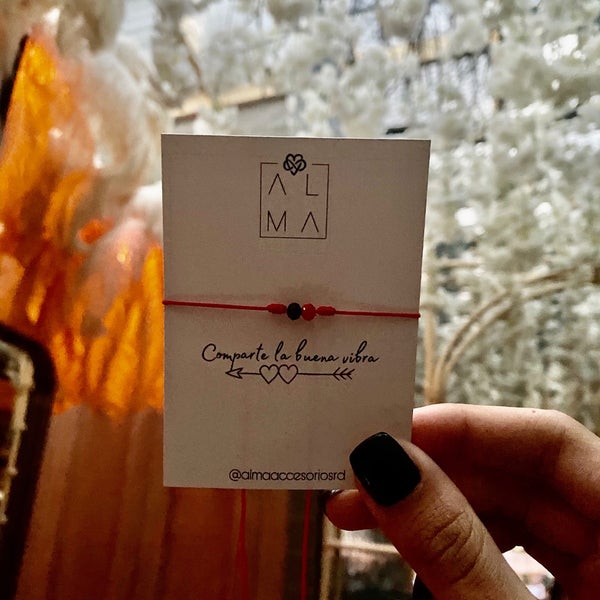 AL
MA
Comparte la buena vibra
@almaaccesoriosrd